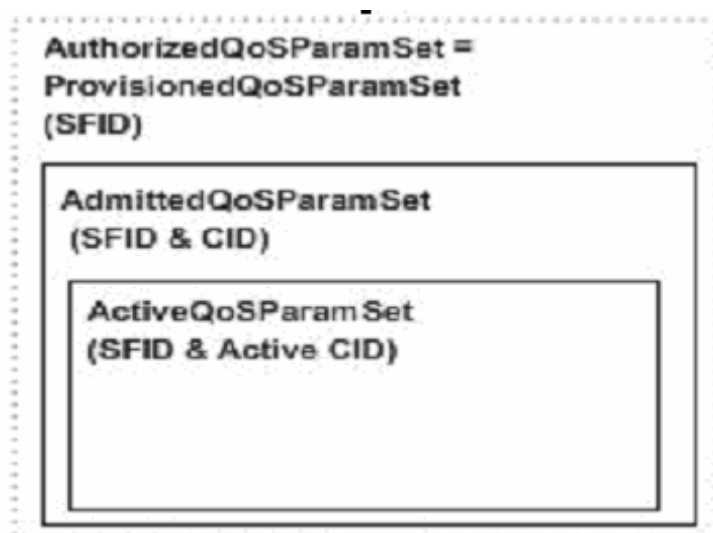 AuthorizedQoSParamSet =
ProvisionedQoSParamSet
(SFID)
AdmittedQoSParamSet
(SFID & CID)
ActiveQoSParam Set
(SFID & Active CID)